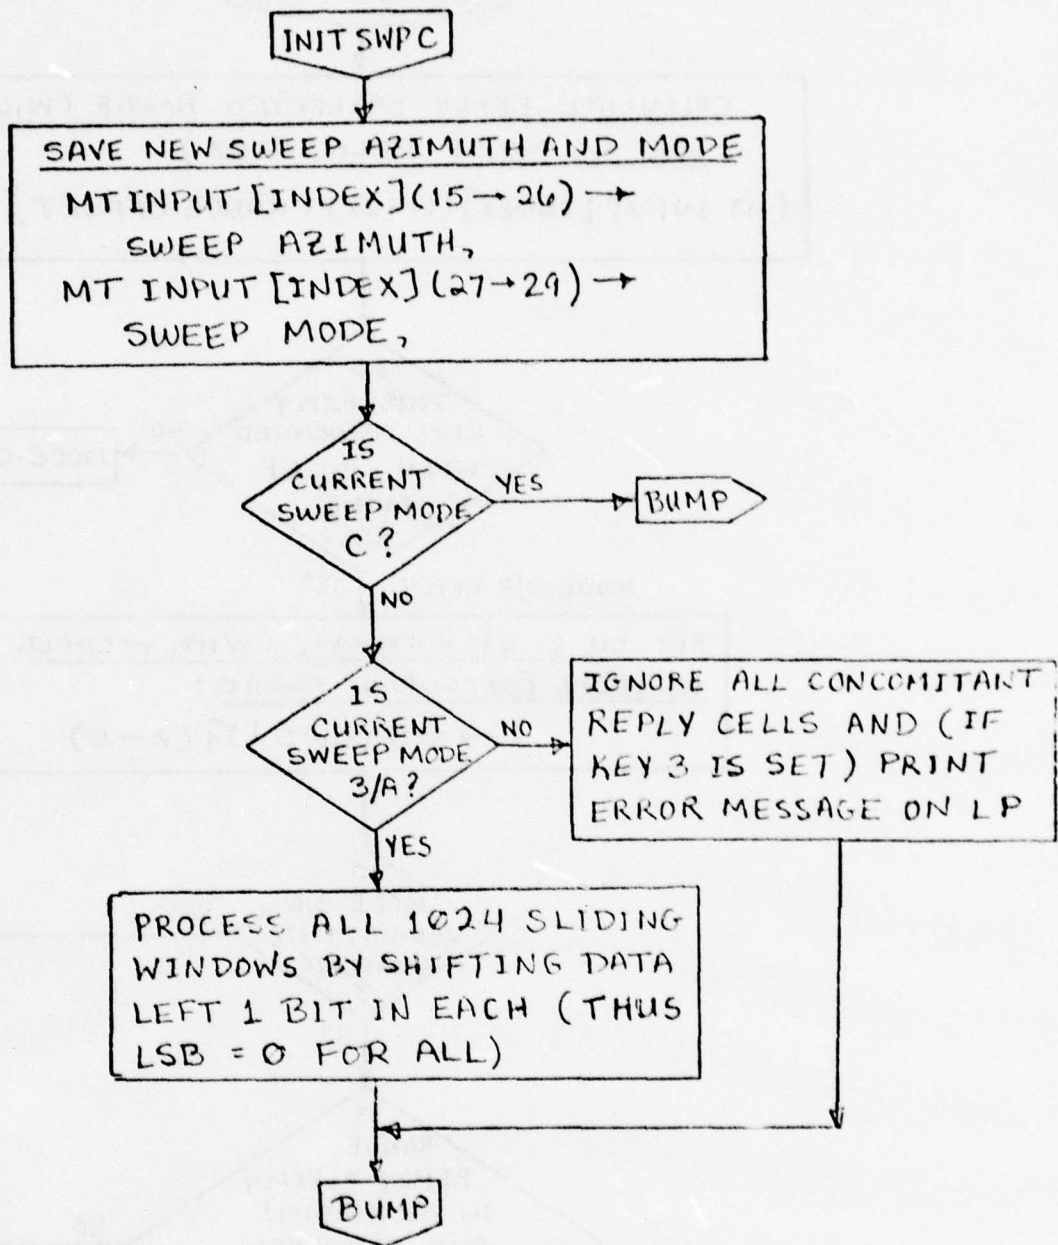 INIT SWPC
SAVE NEW SWEEP AZIMUTH AND MODE
MTINPUT [INDEX] (15→26) →
SWEEP AZIMUTH,
MT INPUT [INDEX] (27→29) →
SWEEP MODE,
IS
CURRENT
SWEEP MODE
C?
YES
BUMP
NO
IS
CURRENT
SWEEP MODE
3/A?
NO
IGNORE ALL CONCOMITANT
REPLY CELLS AND (IF
KEY 3 IS SET) PRINT
ERROR MESSAGE ON LP
YES
PROCESS ALL 1024 SLIDING
WINDOWS BY SHIFTING DATA
LEFT 1 BIT IN EACH (THUS
LSB = 0 FOR ALL)
BUMP